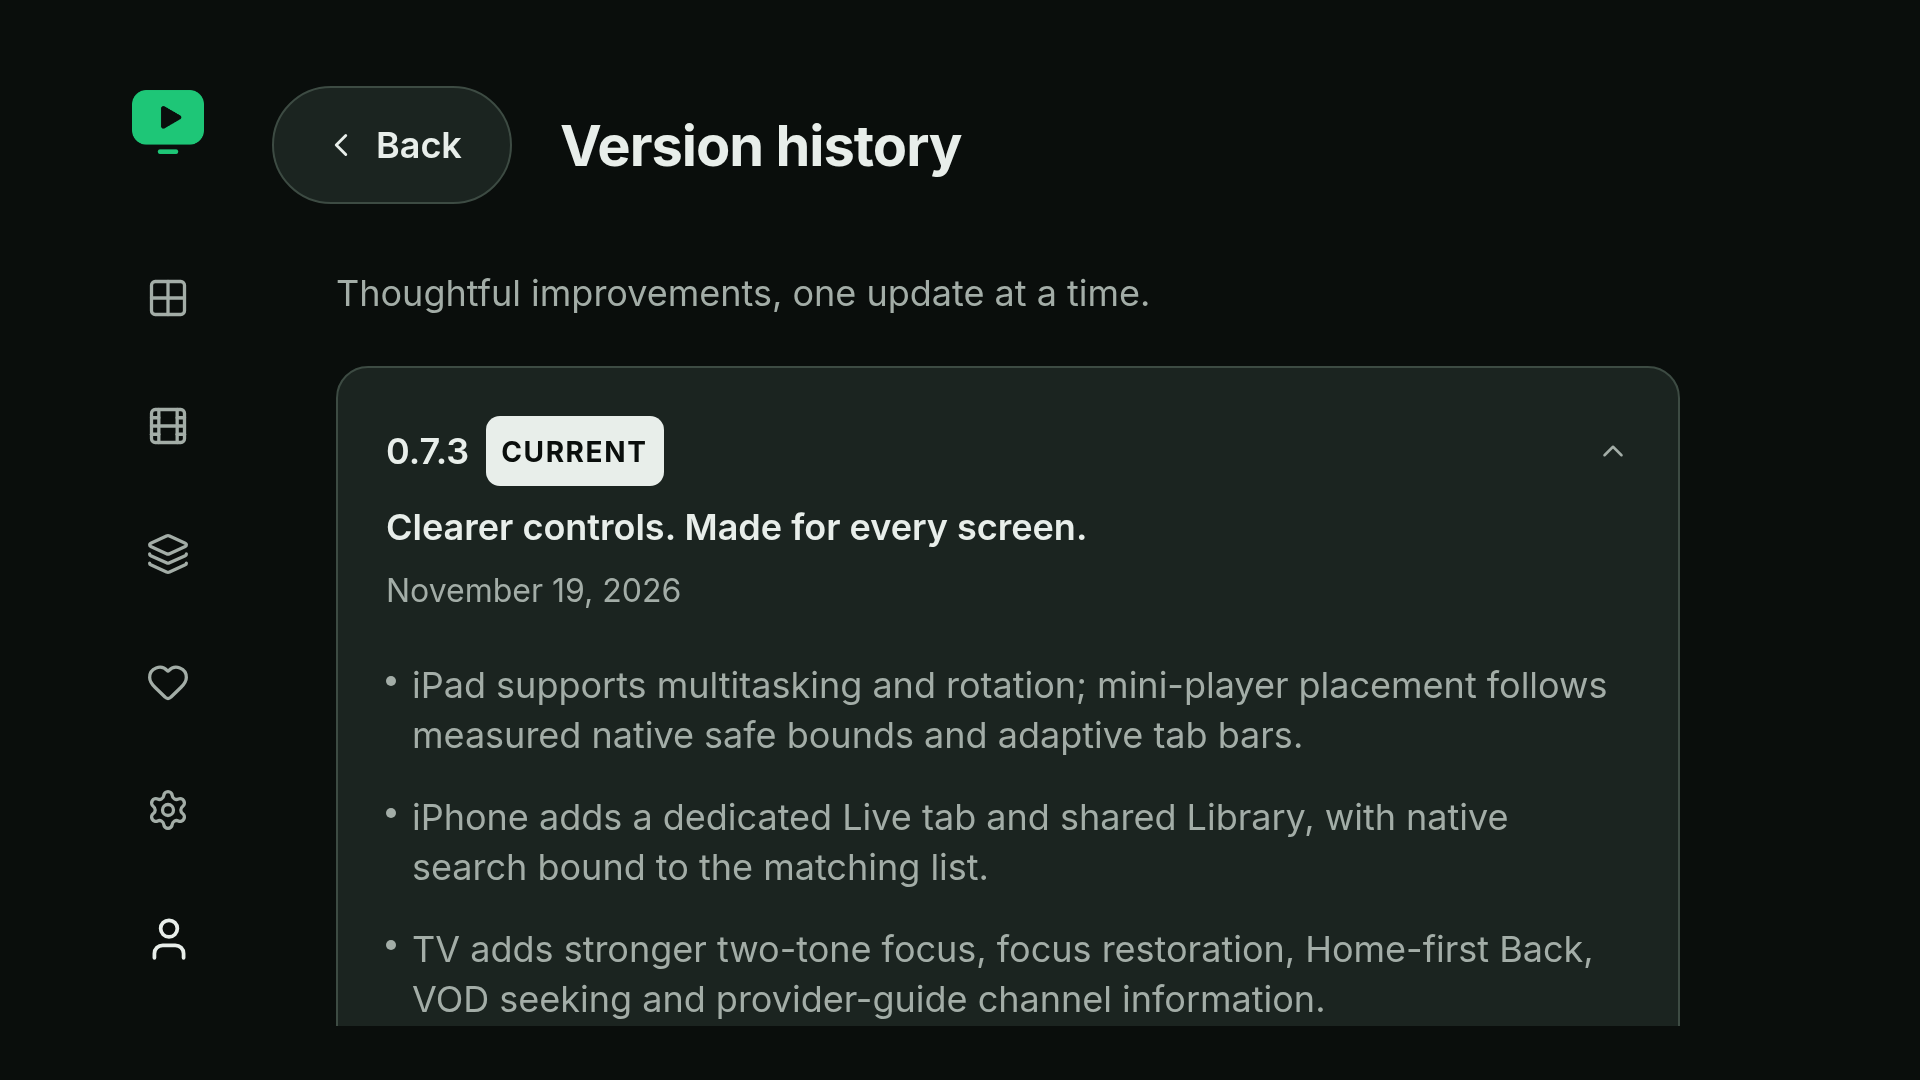 Back
Version history
Thoughtful improvements, one update at a time.
0.7.3 CURRENT
Clearer controls. Made for every screen.
November 19, 2026
• iPad supports multitasking and rotation; mini-player placement follows
measured native safe bounds and adaptive tab bars.
• iPhone adds a dedicated Live tab and shared Library, with native
search bound to the matching list.
• TV adds stronger two-tone focus, focus restoration, Home-first Back,
VOD seeking and provider-guide channel information.